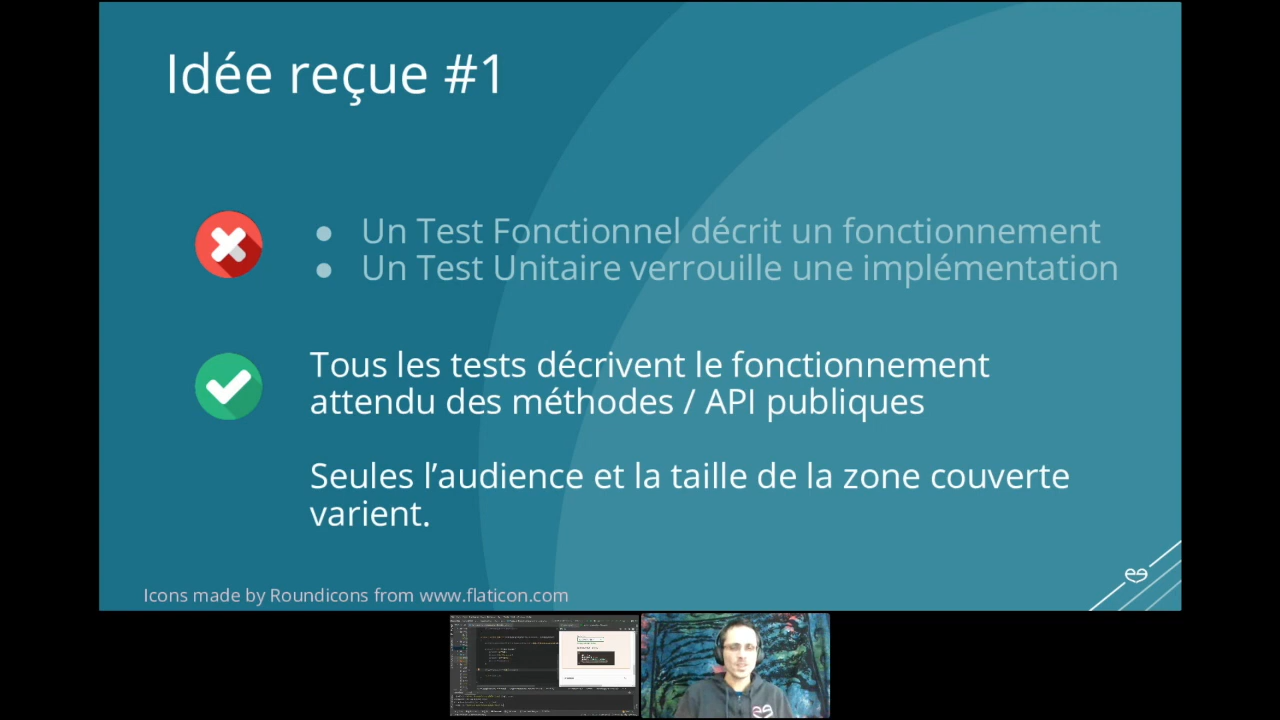 Idée reçue #1
● Un Test Fonctionnel décrit un fonctionnement
● Un Test Unitaire verrouille une implémentation
Tous les tests décrivent le fonctionnement
attendu des méthodes / API publiques
Seules l’audience et la taille de la zone couverte
varient.
Icons made by Roundicons from www.flaticon.com